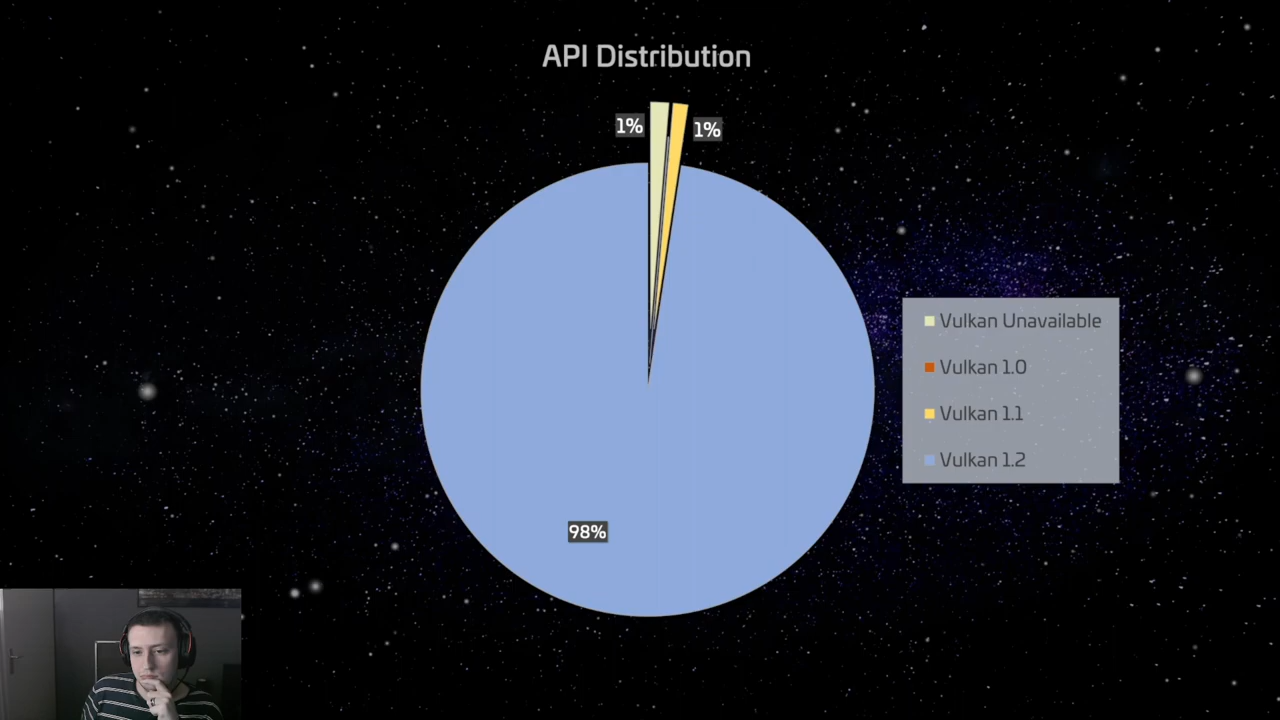 API Distribution
1%
1%
Vulkan Unavailable
Vulkan 1.0
Vulkan 1.1
Vulkan 1.2
98%